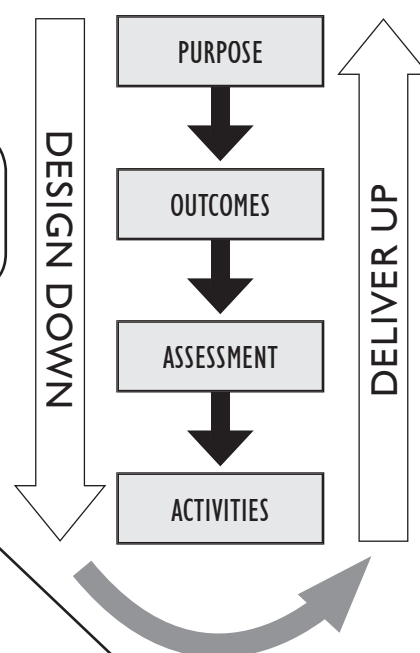 PURPOSE
DESIGN DOWN
OUTCOMES
DELIVER UP
ASSESSMENT
ACTIVITIES